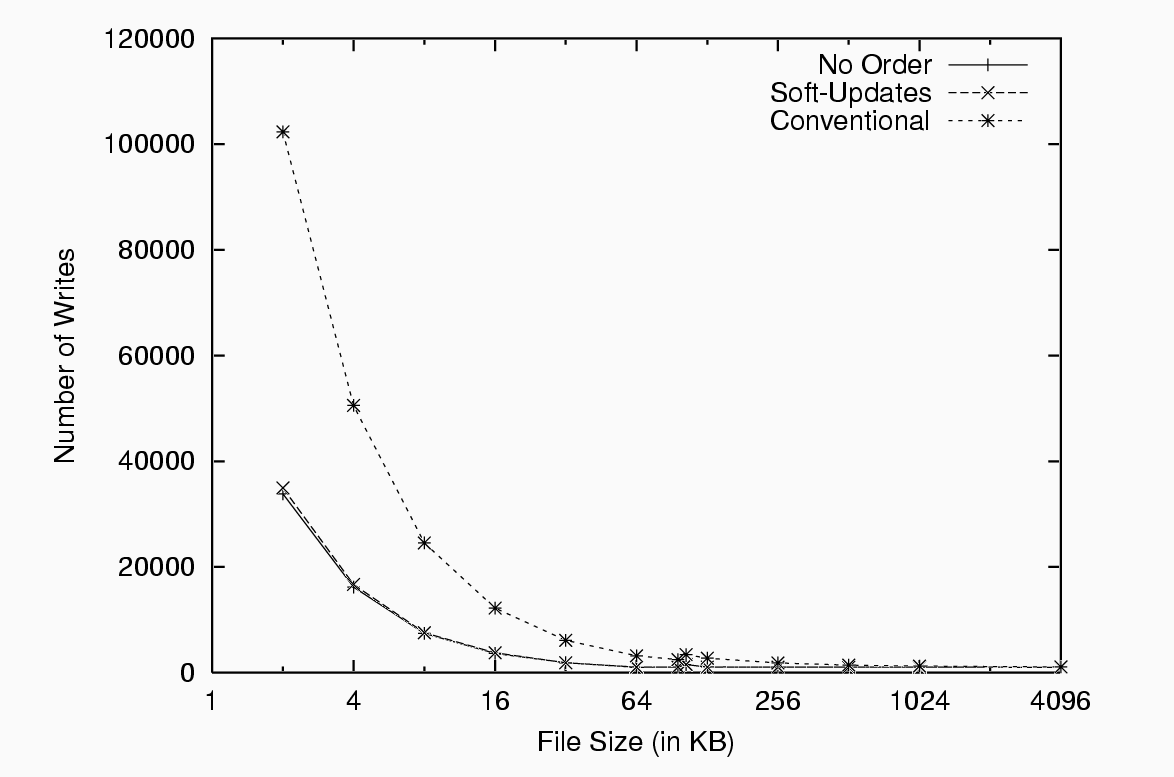 120000
100000
80000
60000
40000
20000
0
Number of Writes
No Order
Soft-Updates
Conventional
1 4 16 64 256 1024 4096
File Size (in KB)